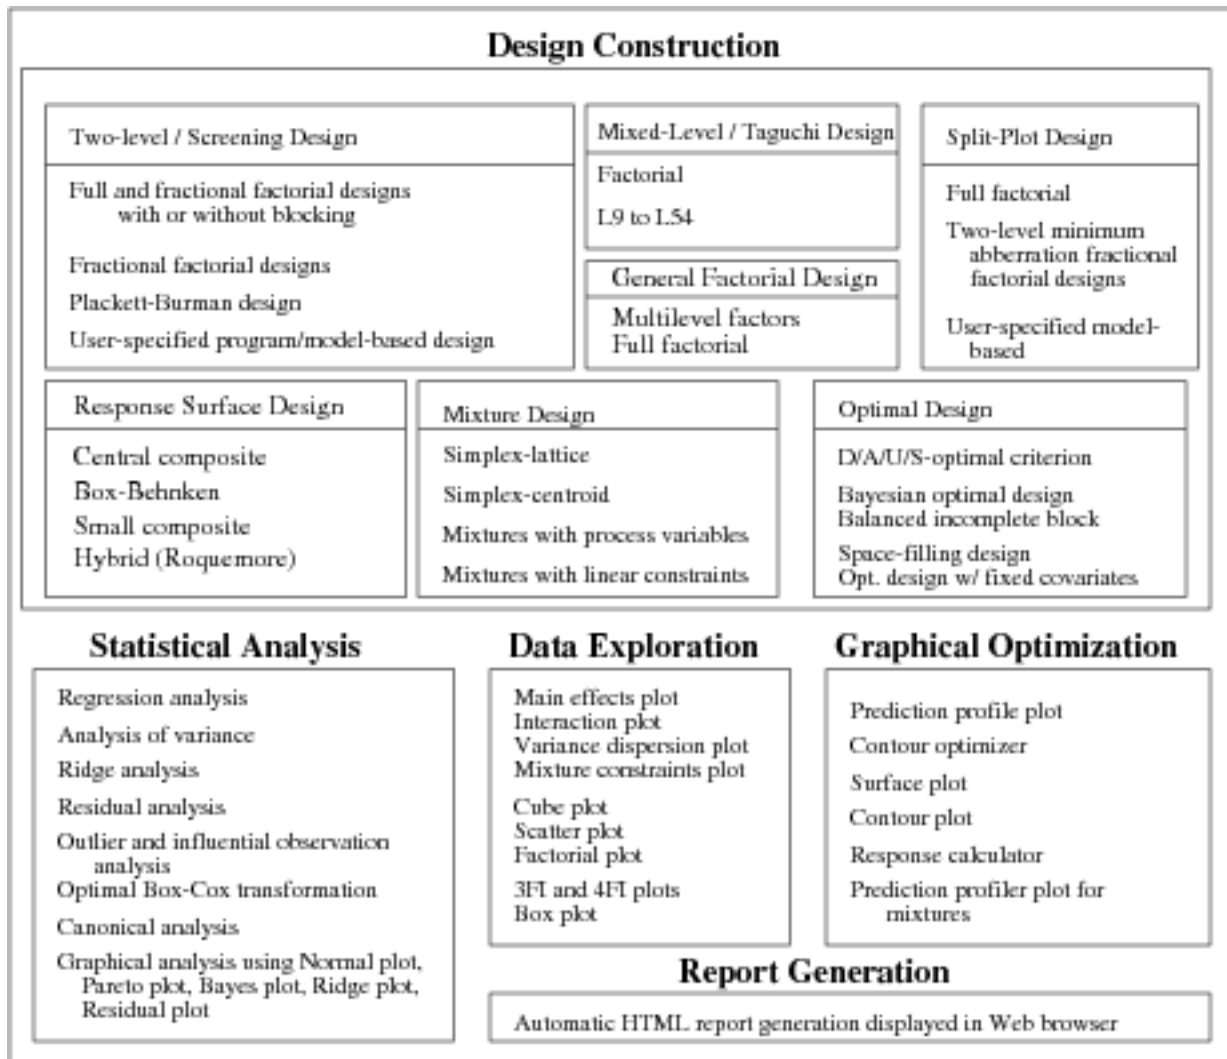 Design Construction
Two-level / Screening Design
Full and fractional factorial designs
with or without blocking
Fractional factorial designs
Plackett-Burman design
User-specified program/model-based design
Mixed-Level / Taguchi Design
Factorial
L9 to L54
General Factorial Design
Multilevel factors
Full factorial
Split-Plot Design
Full factorial
Two-level minimum
abberration fractional
factorial designs
User-specified model-
based
Response Surface Design
Central composite
Box-Behnken
Small composite
Hybrid (Roquemore)
Mixture Design
Simplex-lattice
Simplex-centroid
Mixtures with process variables
Mixtures with linear constraints
Optimal Design
D/A/U/S-optimal criterion
Bayesian optimal design
Balanced incomplete block
Space-filling design
Opt. design w/ fixed covariates
Statistical Analysis
Regression analysis
Analysis of variance
Ridge analysis
Residual analysis
Outlier and influential observation
analysis
Optimal Box-Cox transformation
Canonical analysis
Graphical analysis using Normal plot,
Pareto plot, Bayes plot, Ridge plot,
Residual plot
Data Exploration
Main effects plot
Interaction plot
Variance dispersion plot
Mixture constraints plot
Cube plot
Scatter plot
Factorial plot
3FI and 4FI plots
Box plot
Graphical Optimization
Prediction profile plot
Contour optimizer
Surface plot
Contour plot
Response calculator
Prediction profiler plot for
mixtures
Report Generation
Automatic HTML report generation displayed in Web browser